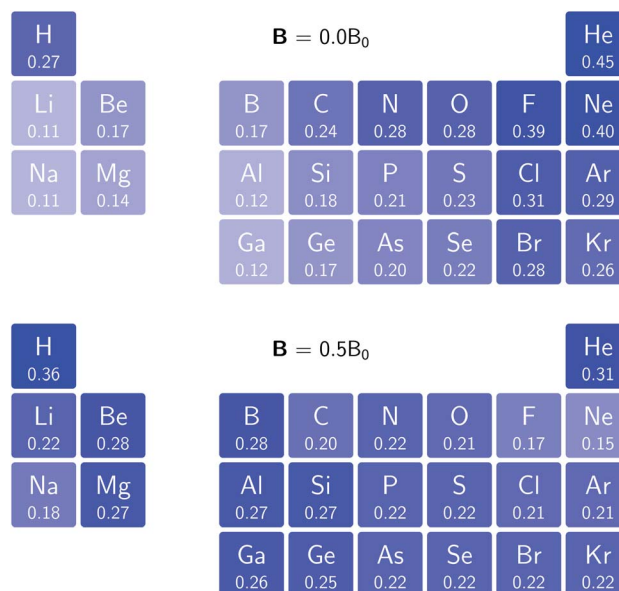 H B = 0.0B₀ He
0.27 0.45
Li Be B C N O F Ne
0.11 0.17 0.17 0.24 0.28 0.28 0.39 0.40
Na Mg Al Si P S Cl Ar
0.11 0.14 0.12 0.18 0.21 0.23 0.31 0.29
Ga Ge As Se Br Kr
0.12 0.17 0.20 0.22 0.28 0.26
H B = 0.5B₀ He
0.36 0.31
Li Be B C N O F Ne
0.22 0.28 0.28 0.20 0.22 0.21 0.17 0.15
Na Mg Al Si P S Cl Ar
0.18 0.27 0.27 0.27 0.22 0.22 0.21 0.21
Ga Ge As Se Br Kr
0.26 0.25 0.22 0.22 0.22 0.22